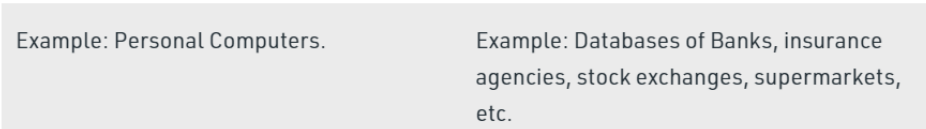 Example: Personal Computers.
Example: Databases of Banks, insurance
agencies, stock exchanges, supermarkets,
etc.